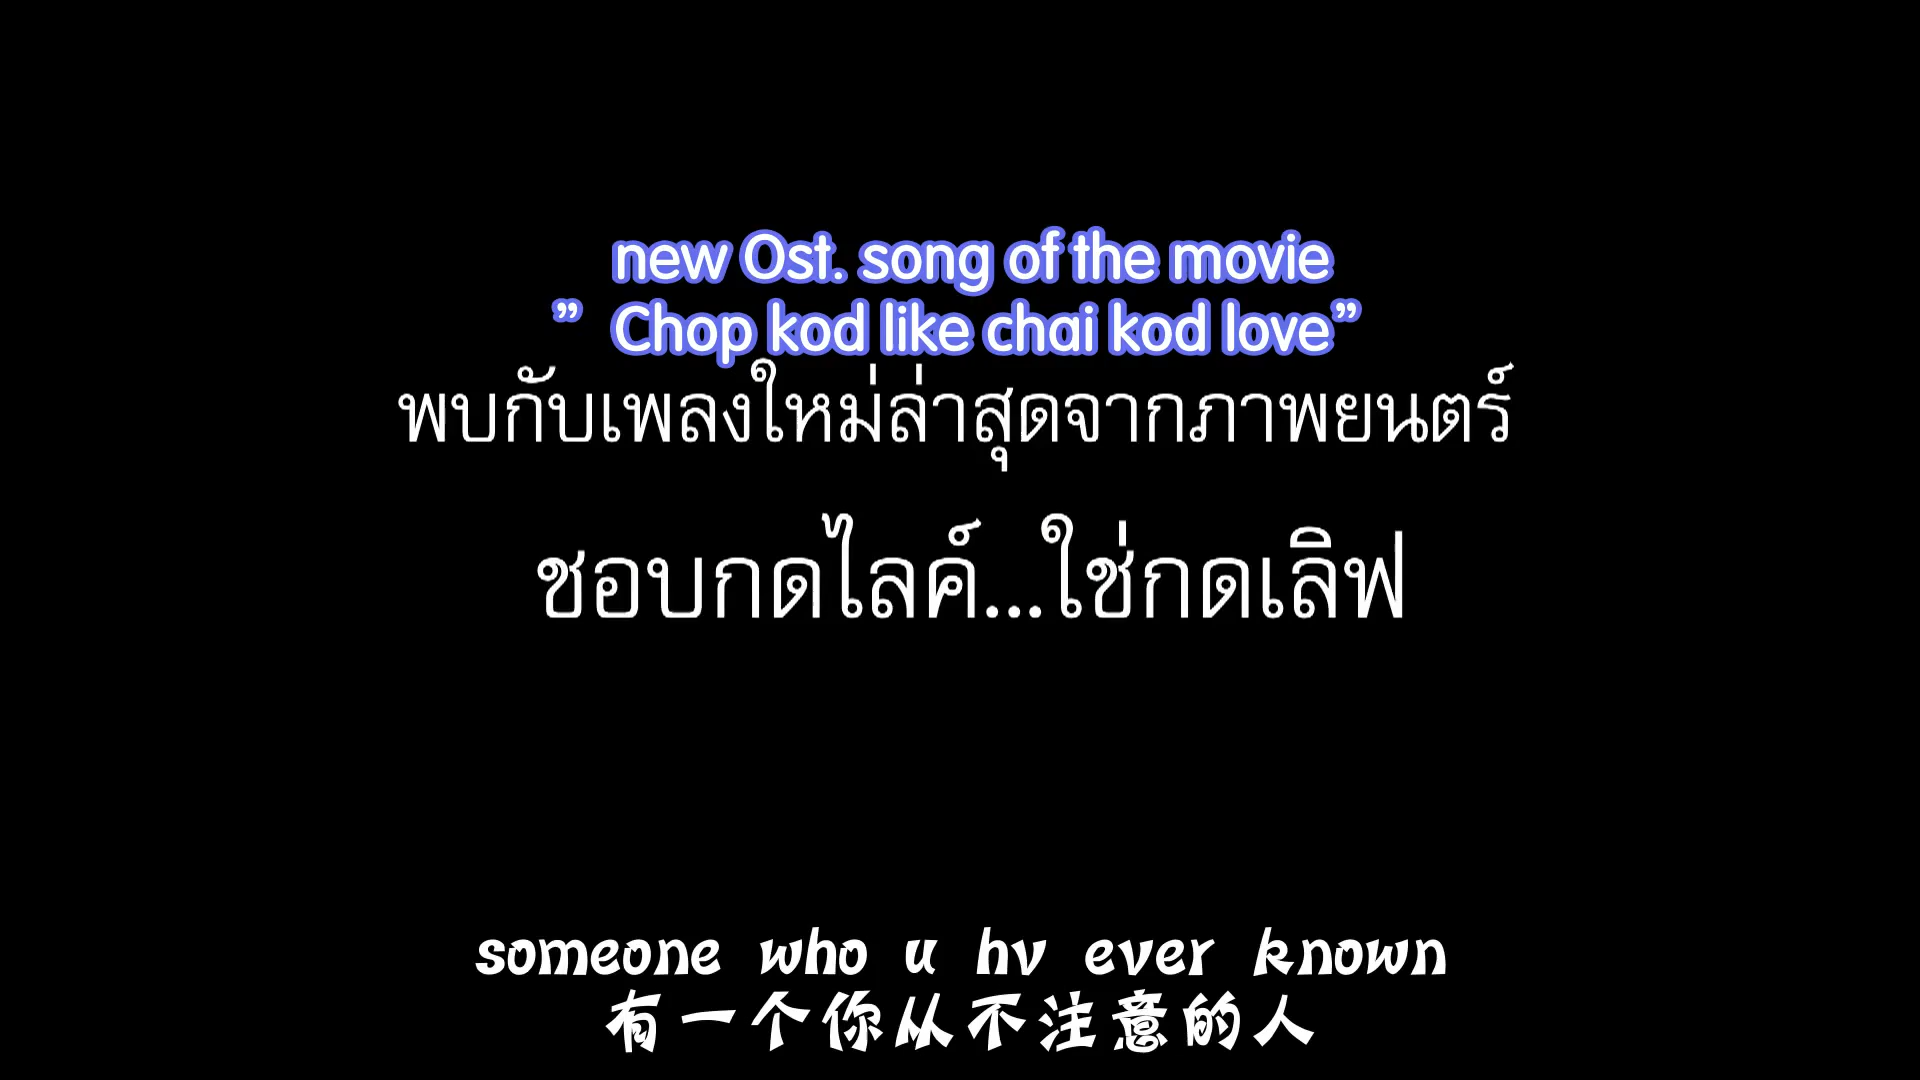 new Ost. song of the movie
” Chop kod like chai kod love”
พบกับเพลงใหม่ล่าสุดจากภาพยนตร์
ชอบกดไลค์...ใช่กดเลิฟ
someone who u hv ever known
有一个你从不注意的人